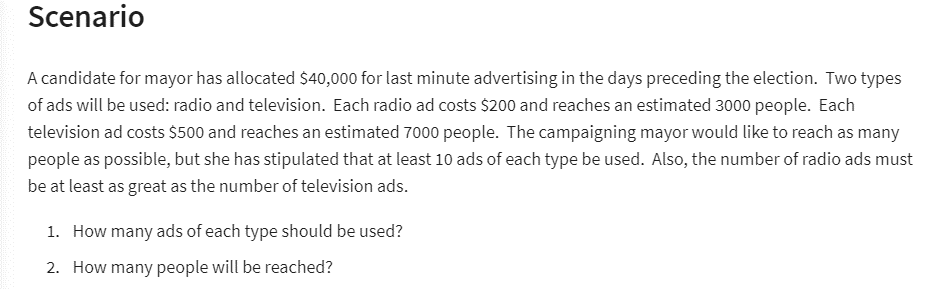 Scenario
A candidate for mayor has allocated $40,000 for last minute advertising in the days preceding the election.  Two types
of ads will be used: radio and television.  Each radio ad costs $200 and reaches an estimated 3000 people.  Each
television ad costs $500 and reaches an estimated 7000 people.  The campaigning mayor would like to reach as many
people as possible, but she has stipulated that at least 10 ads of each type be used.  Also, the number of radio ads must
be at least as great as the number of television ads.
1. How many ads of each type should be used?
2. How many people will be reached?